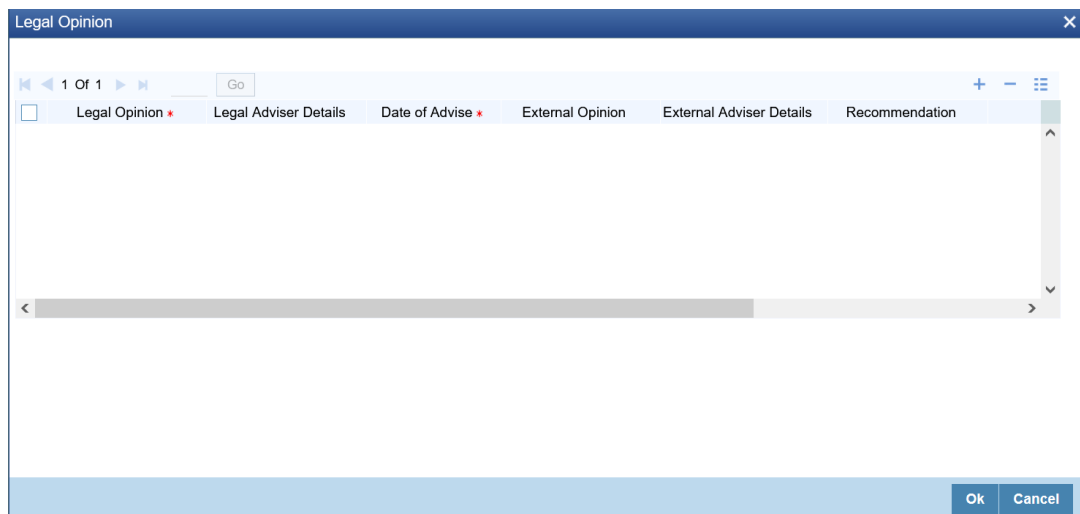 Legal Opinion
1 Of 1 Go
Legal Opinion * Legal Adviser Details Date of Advise * External Opinion External Adviser Details Recommendation
Ok Cancel